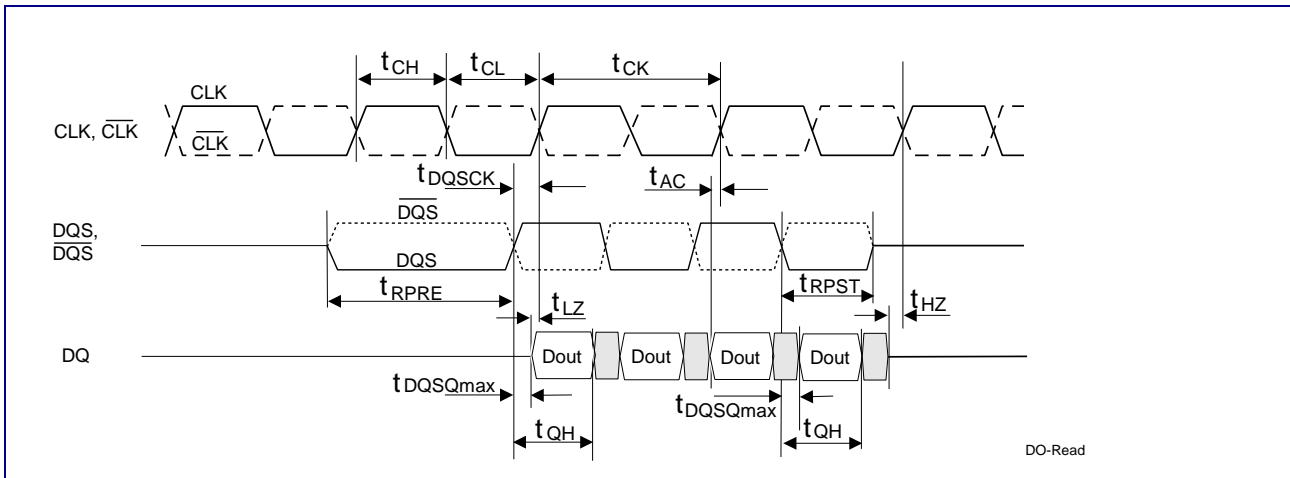 tCH tCL tCK
CLK
CLK, CLK
CLK
tDQSCK tAC
DQS
DQS,
DQS
DQS
tRPRE tRPST
tLZ tHZ
DQ Dout Dout Dout Dout
tDQSQmax tDQSQmax
tQH tQH
DO-Read